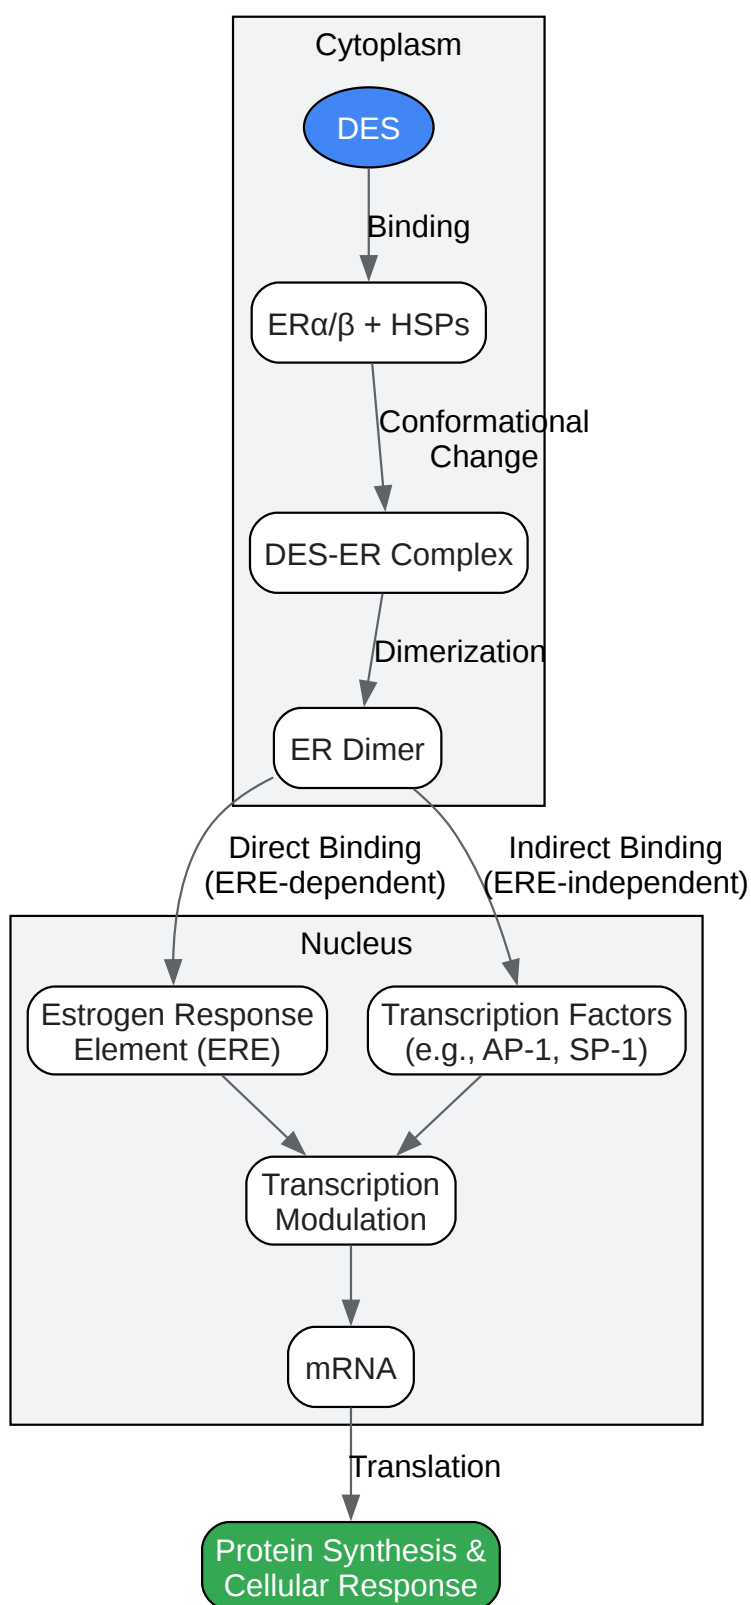 Cytoplasm
DES
Binding
ERα/β + HSPs
Conformational
Change
DES-ER Complex
Dimerization
ER Dimer
Direct Binding
(ERE-dependent)
Indirect Binding
(ERE-independent)
Nucleus
Estrogen Response
Element (ERE)
Transcription Factors
(e.g., AP-1, SP-1)
Transcription
Modulation
mRNA
Translation
Protein Synthesis &
Cellular Response